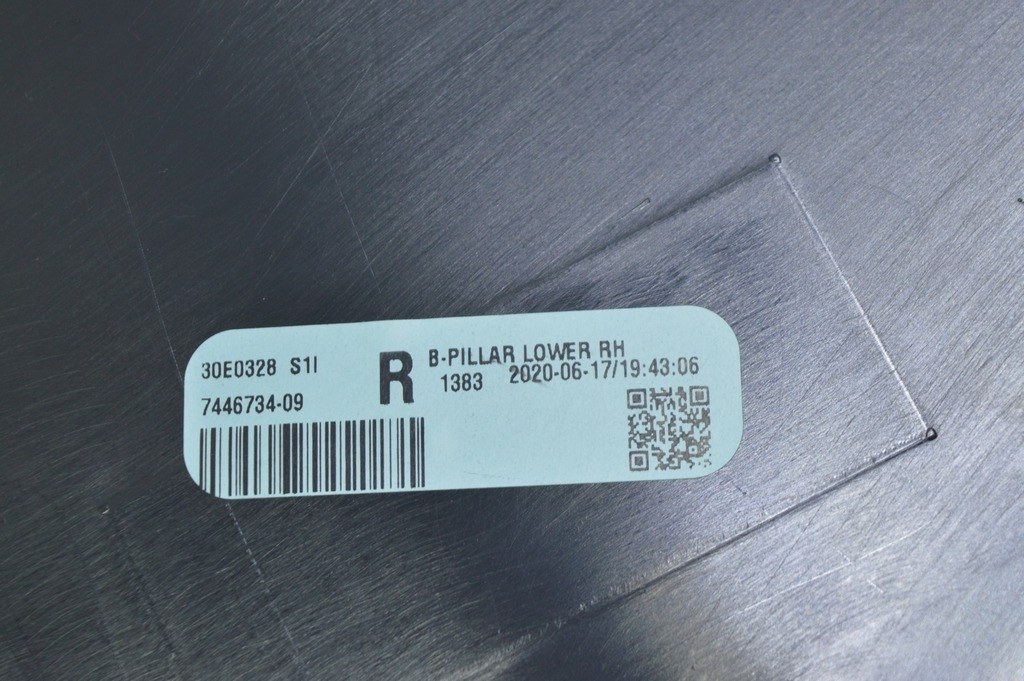 30E0328 S1I
7446734-09
R
B-PILLAR LOWER RH
1383 2020-06-17/19:43:06